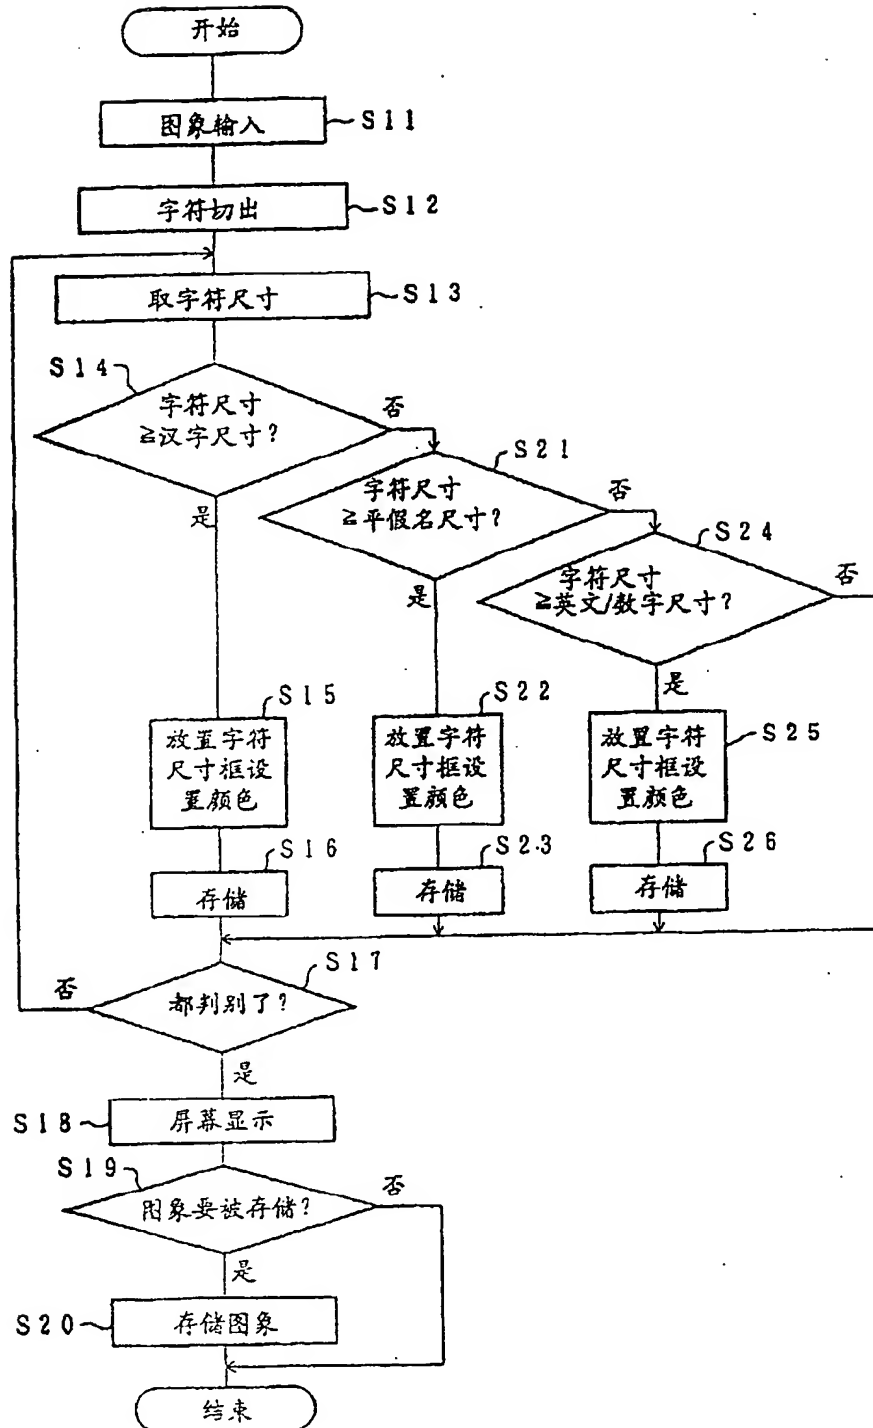 开始
图象输入
S11
字符切出
S12
取字符尺寸
S13
S14
字符尺寸
≧汉字尺寸?
否
是
S21
字符尺寸
≧平假名尺寸?
否
是
S24
字符尺寸
≧英文/数字尺寸?
否
是
S15
放置字符
尺寸框设
置颜色
S22
放置字符
尺寸框设
置颜色
S25
放置字符
尺寸框设
置颜色
S16
存储
S23
存储
S26
存储
S17
都判别了?
否
是
S18
屏幕显示
S19
图象要被存储?
否
是
S20
存储图象
结束